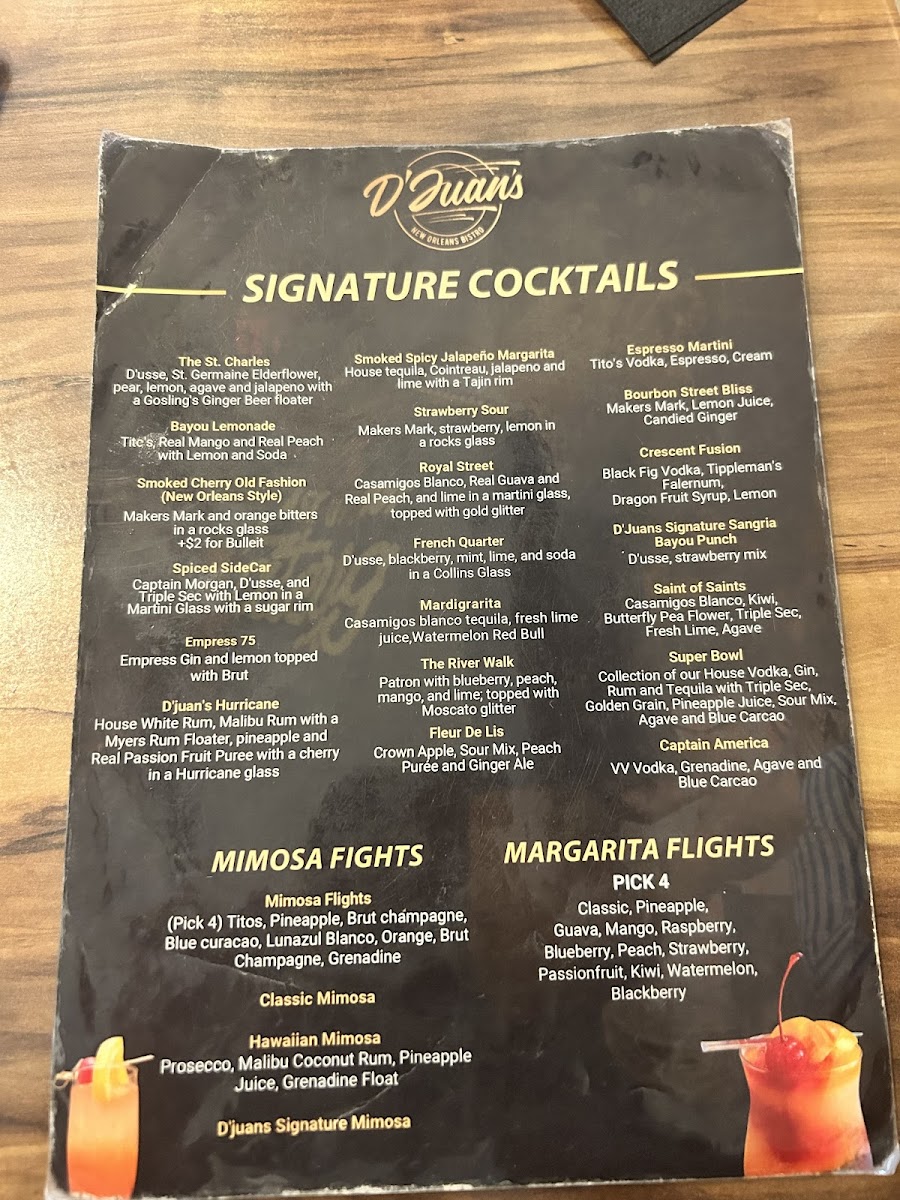 D'Juan's
NEW ORLEANS BISTRO
SIGNATURE COCKTAILS
The St. Charles
D'usse, St. Germaine Elderflower,
pear, lemon, agave and jalapeno with
a Gosling's Ginger Beer floater
Bayou Lemonade
Tito's, Real Mango and Real Peach
with Lemon and Soda
Smoked Cherry Old Fashion
(New Orleans Style)
Makers Mark and orange bitters
in a rocks glass
+$2 for Bulleit
Spiced SideCar
Captain Morgan, D'usse, and
Triple Sec with Lemon in a
Martini Glass with a sugar rim
Empress 75
Empress Gin and lemon topped
with Brut
D'juan's Hurricane
House White Rum, Malibu Rum with a
Myers Rum Floater, pineapple and
Real Passion Fruit Puree with a cherry
in a Hurricane glass
Smoked Spicy Jalapeño Margarita
House tequila, Cointreau, jalapeno and
lime with a Tajin rim
Strawberry Sour
Makers Mark, strawberry, lemon in
a rocks glass
Royal Street
Casamigos Blanco, Real Guava and
Real Peach, and lime in a martini glass,
topped with gold glitter
French Quarter
D'usse, blackberry, mint, lime, and soda
in a Collins Glass
Mardigrarita
Casamigos blanco tequila, fresh lime
juice,Watermelon Red Bull
The River Walk
Patron with blueberry, peach,
mango, and lime; topped with
Moscato glitter
Fleur De Lis
Crown Apple, Sour Mix, Peach
Purée and Ginger Ale
Espresso Martini
Tito's Vodka, Espresso, Cream
Bourbon Street Bliss
Makers Mark, Lemon Juice,
Candied Ginger
Crescent Fusion
Black Fig Vodka, Tippleman's
Falernum,
Dragon Fruit Syrup, Lemon
D'Juans Signature Sangria
Bayou Punch
D'usse, strawberry mix
Saint of Saints
Casamigos Blanco, Kiwi,
Butterfly Pea Flower, Triple Sec,
Fresh Lime, Agave
Super Bowl
Collection of our House Vodka, Gin,
Rum and Tequila with Triple Sec,
Golden Grain, Pineapple Juice, Sour Mix,
Agave and Blue Carcao
Captain America
VV Vodka, Grenadine, Agave and
Blue Carcao
MIMOSA FIGHTS
Mimosa Flights
(Pick 4) Titos, Pineapple, Brut champagne,
Blue curacao, Lunazul Blanco, Orange, Brut
Champagne, Grenadine
Classic Mimosa
Hawaiian Mimosa
Prosecco, Malibu Coconut Rum, Pineapple
Juice, Grenadine Float
D'juans Signature Mimosa
MARGARITA FLIGHTS
PICK 4
Classic, Pineapple,
Guava, Mango, Raspberry,
Blueberry, Peach, Strawberry,
Passionfruit, Kiwi, Watermelon,
Blackberry